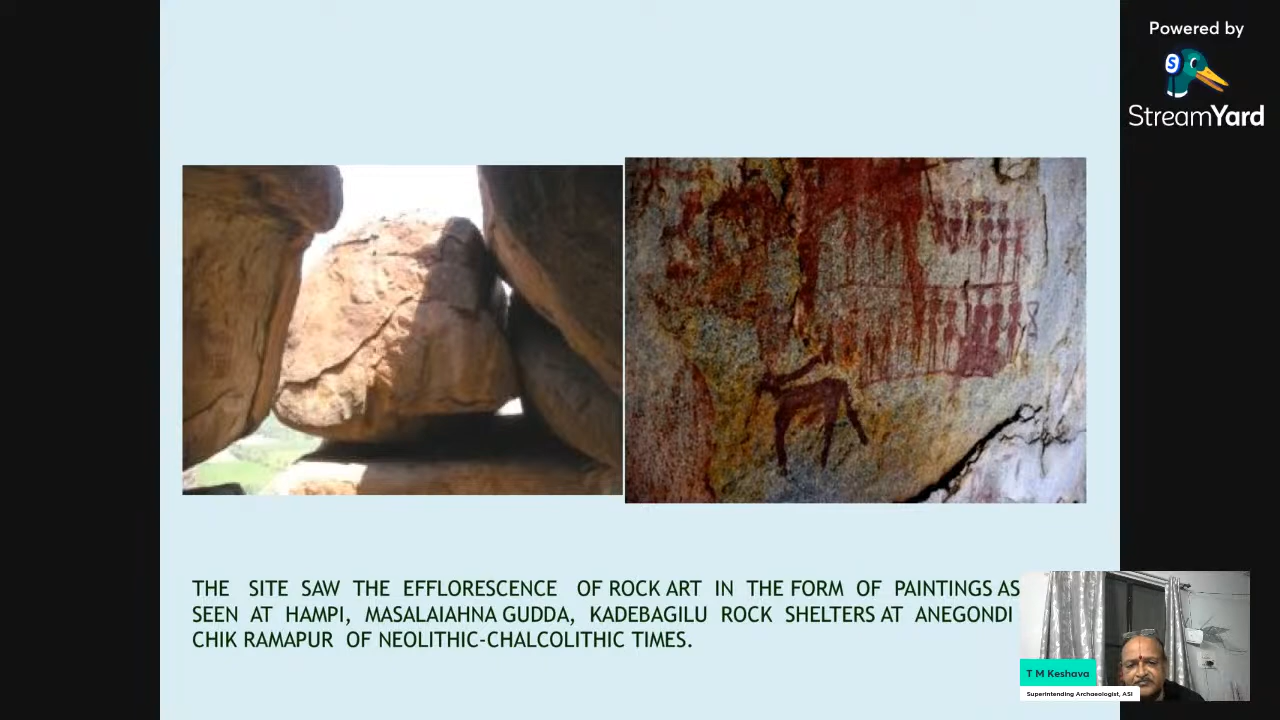 Powered by
StreamYard
THE SITE SAW THE EFFLORESCENCE OF ROCK ART IN THE FORM OF PAINTINGS AS
SEEN AT HAMPI, MASALAIAHNA GUDDA, KADEBAGILU ROCK SHELTERS AT ANEGONDI
CHIK RAMAPUR OF NEOLITHIC-CHALCOLITHIC TIMES.
T M Keshava
Superintending Archaeologist, ASI